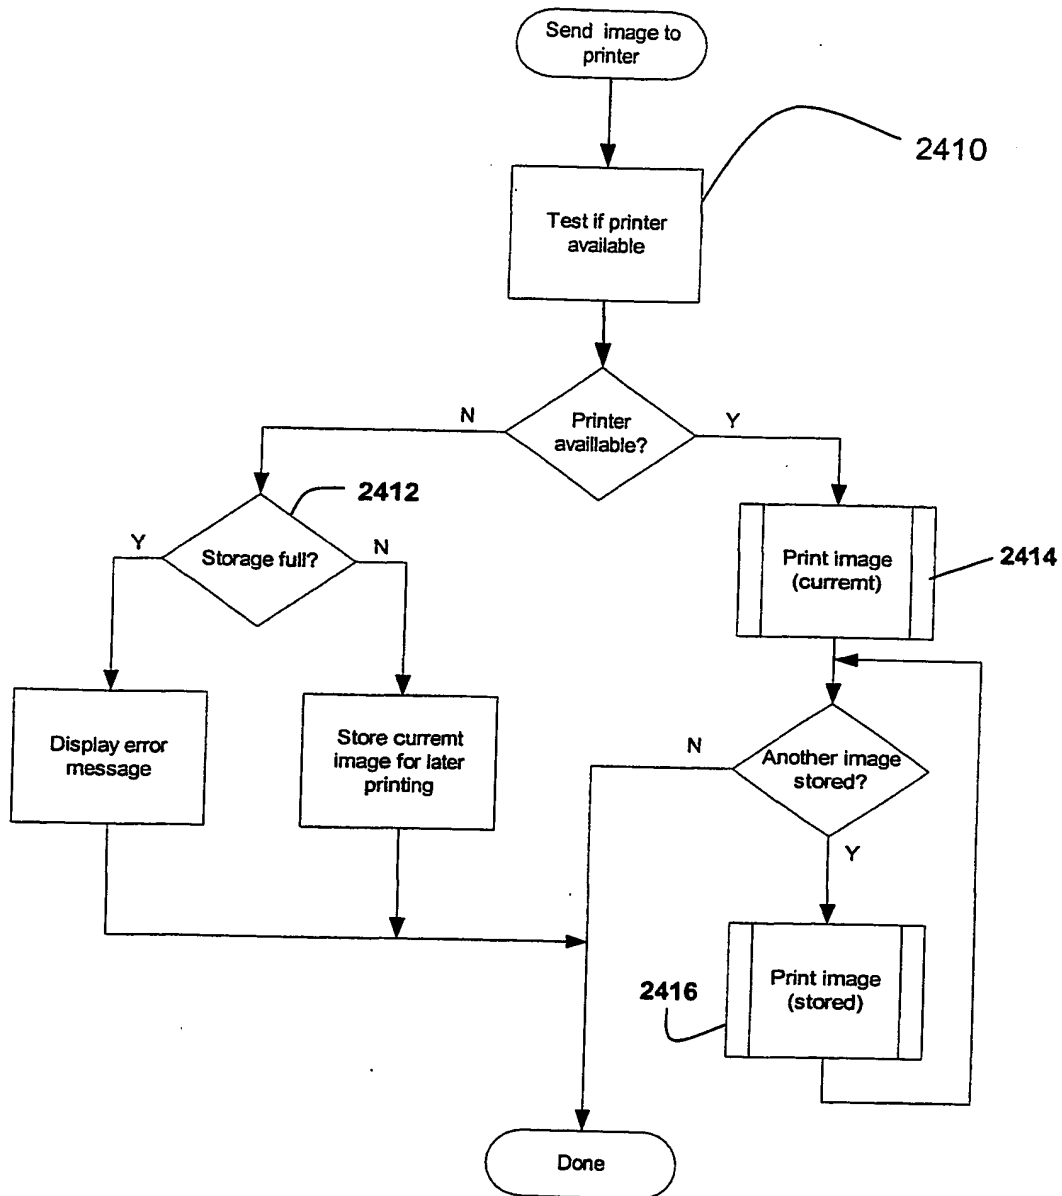 Send image to
printer
2410
Test if printer
available
N
Printer
availlable?
Y
2412
Y
Storage full?
N
Print image
(curremt)
2414
Display error
message
Store curremt
image for later
printing
N
Another image
stored?
Y
2416
Print image
(stored)
Done